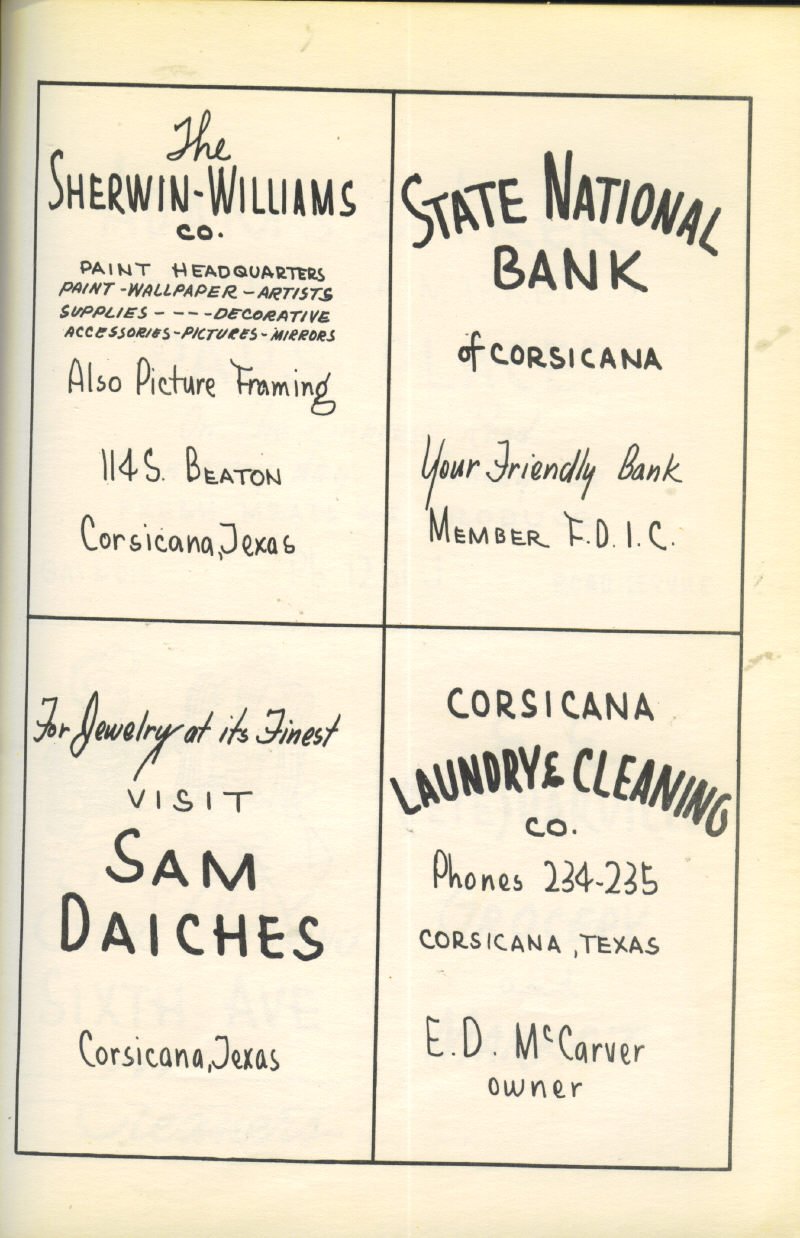 The
SHERWIN-WILLIAMS
CO.
PAINT HEADQUARTERS
PAINT-WALLPAPER-ARTISTS
SUPPLIES----DECORATIVE
ACCESSORIES-PICTURES-MIRRORS
Also Picture Framing
114 S. BEATON
Corsicana, Texas
STATE NATIONAL
BANK
of CORSICANA
Your Friendly Bank
MEMBER F.D.I.C.
For Jewelry at its Finest
VISIT
SAM
DAICHES
Corsicana, Texas
CORSICANA
LAUNDRY & CLEANING
CO.
Phones 234-235
CORSICANA, TEXAS
E.D. McCarver
owner